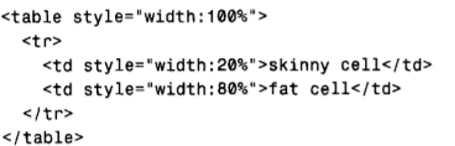 <table style="width:100%">
  <tr>
    <td style="width:20%">skinny cell</td>
    <td style="width:80%">fat cell</td>
  </tr>
</table>